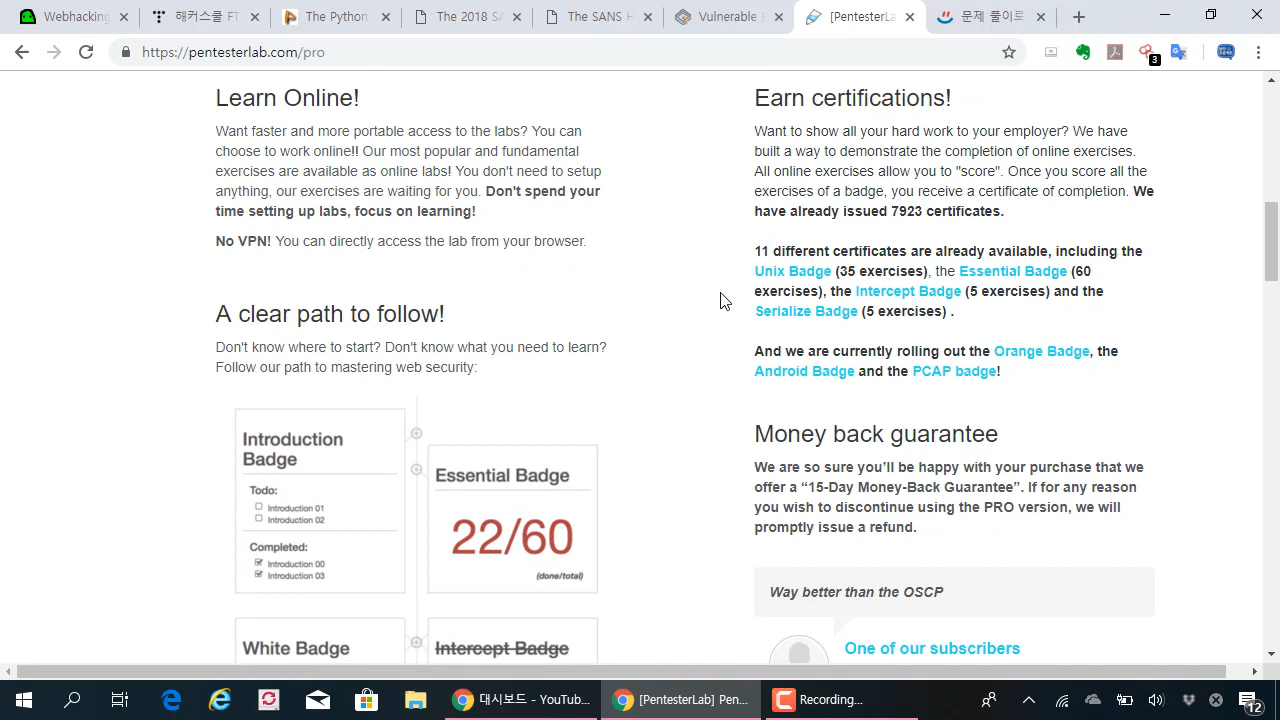 Webhacking
해커스쿨 FT
The Python
The 2018 SA
The SANS H
Vulnerable
[PentesterLa
문제 풀이로
https://pentesterlab.com/pro
3
Learn Online!
Want faster and more portable access to the labs? You can
choose to work online!! Our most popular and fundamental
exercises are available as online labs! You don't need to setup
anything, our exercises are waiting for you. Don't spend your
time setting up labs, focus on learning!
No VPN! You can directly access the lab from your browser.
A clear path to follow!
Don't know where to start? Don't know what you need to learn?
Follow our path to mastering web security:
Introduction
Badge
Todo:
Introduction 01
Introduction 02
Completed:
Introduction 00
Introduction 03
Essential Badge
22/60
(done/total)
White Badge
Intercept Badge
Earn certifications!
Want to show all your hard work to your employer? We have
built a way to demonstrate the completion of online exercises.
All online exercises allow you to "score". Once you score all the
exercises of a badge, you receive a certificate of completion. We
have already issued 7923 certificates.
11 different certificates are already available, including the
Unix Badge (35 exercises), the Essential Badge (60
exercises), the Intercept Badge (5 exercises) and the
Serialize Badge (5 exercises) .
And we are currently rolling out the Orange Badge, the
Android Badge and the PCAP badge!
Money back guarantee
We are so sure you’ll be happy with your purchase that we
offer a “15-Day Money-Back Guarantee”. If for any reason
you wish to discontinue using the PRO version, we will
promptly issue a refund.
Way better than the OSCP
One of our subscribers
대시보드 - YouTub...
[PentesterLab] Pen...
Recording...
12